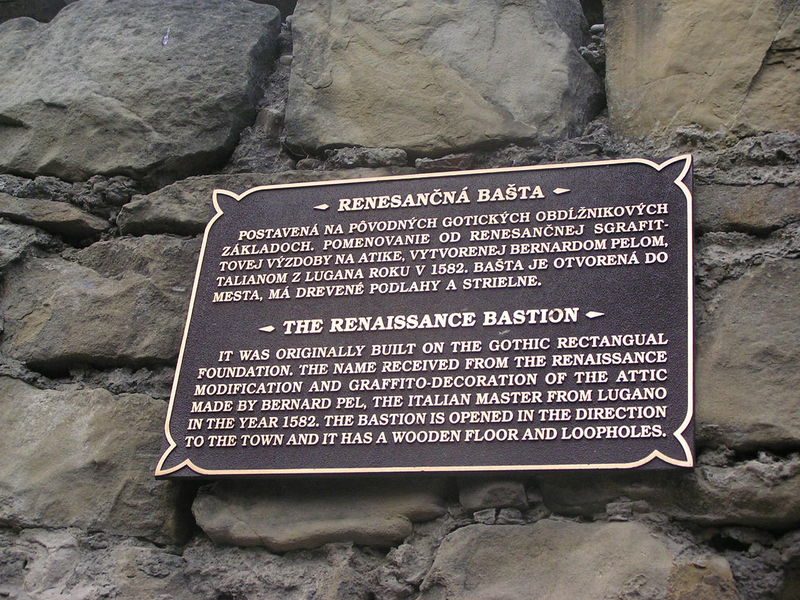 RENESANČNÁ BAŠTA
POSTAVENÁ NA PÔVODNÝCH GOTICKÝCH OBDĹŽNIKOVÝCH
ZÁKLADOCH. POMENOVANIE OD RENESANČNEJ SGRAFIT-
TOVEJ VÝZDOBY NA ATIKE, VYTVORENEJ BERNARDOM PELOM,
TALIANOM Z LUGANA ROKU V 1582. BAŠTA JE OTVORENÁ DO
MESTA, MÁ DREVENÉ PODLAHY A STRIELNE.
THE RENAISSANCE BASTION
IT WAS ORIGINALLY BUILT ON THE GOTHIC RECTANGUAL
FOUNDATION. THE NAME RECEIVED FROM THE RENAISSANCE
MODIFICATION AND GRAFFITO-DECORATION OF THE ATTIC
MADE BY BERNARD PEL, THE ITALIAN MASTER FROM LUGANO
IN THE YEAR 1582. THE BASTION IS OPENED IN THE DIRECTION
TO THE TOWN AND IT HAS A WOODEN FLOOR AND LOOPHOLES.